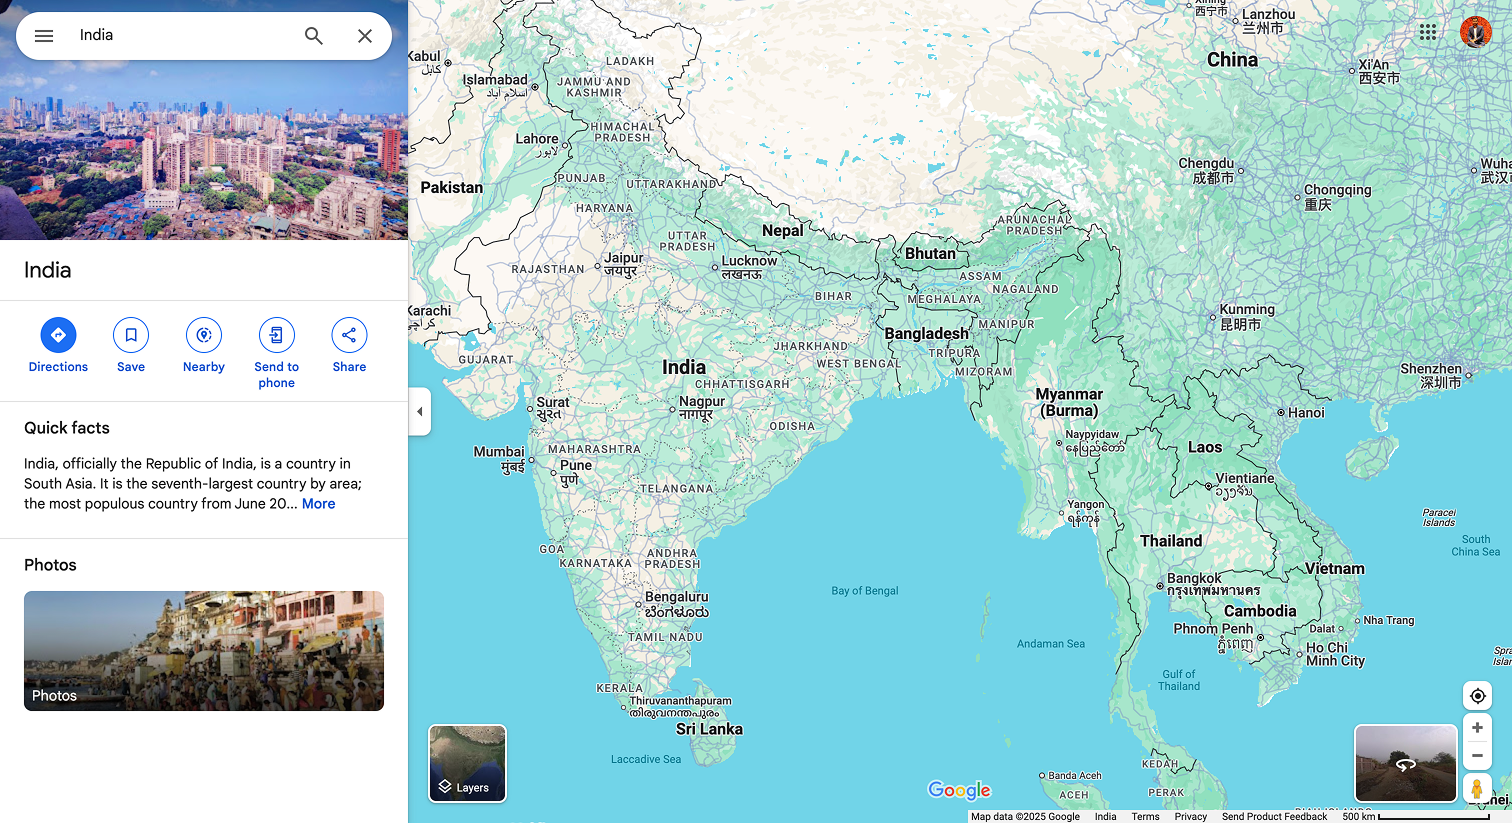 India
India
Directions
Save
Nearby
Send to
phone
Share
Quick facts
India, officially the Republic of India, is a country in
South Asia. It is the seventh-largest country by area;
the most populous country from June 20... More
Photos
Photos
Kabul
کابل
Islamabad
اسلام آباد
LADAKH
JAMMU AND
KASHMIR
HIMACHAL
PRADESH
Lahore
لاہور
Pakistan
PUNJAB
UTTARAKHAND
HARYANA
Nepal
UTTAR
PRADESH
Bhutan
ARUNACHAL
PRADESH
RAJASTHAN
Jaipur
जयपुर
Lucknow
लखनऊ
ASSAM
NAGALAND
BIHAR
MEGHALAYA
Karachi
کراچی
Bangladesh
MANIPUR
GUJARAT
JHARKHAND
TRIPURA
WEST BENGAL
MIZORAM
India
CHHATTISGARH
Surat
સુરત
Nagpur
नागपूर
ODISHA
Myanmar
(Burma)
Mumbai
मुंबई
MAHARASHTRA
Pune
पुणे
Naypyidaw
နေပြည်တော်
TELANGANA
Yangon
ရန်ကုန်
GOA
KARNATAKA
ANDHRA
PRADESH
Bay of Bengal
Bengaluru
ಬೆಂಗಳೂರು
TAMIL NADU
Andaman Sea
KERALA
Thiruvananthapuram
തിരുവനന്തപുരം
Sri Lanka
Laccadive Sea
China
Lanzhou
兰州市
西宁市
Xi'An
西安市
Chengdu
成都市
Chongqing
重庆
Kunming
昆明市
Shenzhen
深圳市
Hanoi
Laos
Vientiane
ວຽງຈັນ
Thailand
Paracel
Islands
South
China Sea
Vietnam
Bangkok
กรุงเทพมหานคร
Cambodia
Phnom Penh
ភ្នំពេញ
Dalat
Nha Trang
Ho Chi
Minh City
Gulf of
Thailand
Banda Aceh
ACEH
KEDAH
PERAK
Layers
Google
Map data ©2025 Google
India
Terms
Privacy
Send Product Feedback
500 km